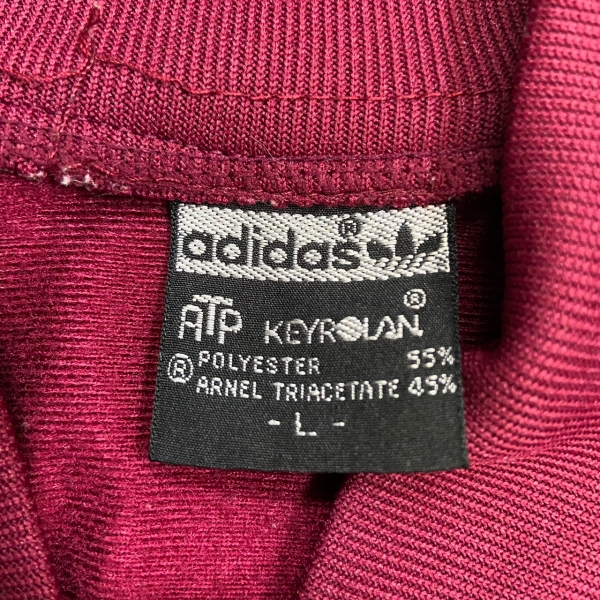 adidas®
ATP KEYROLAN®
POLYESTER 55%
® ARNEL TRIACETATE 45%
- L -